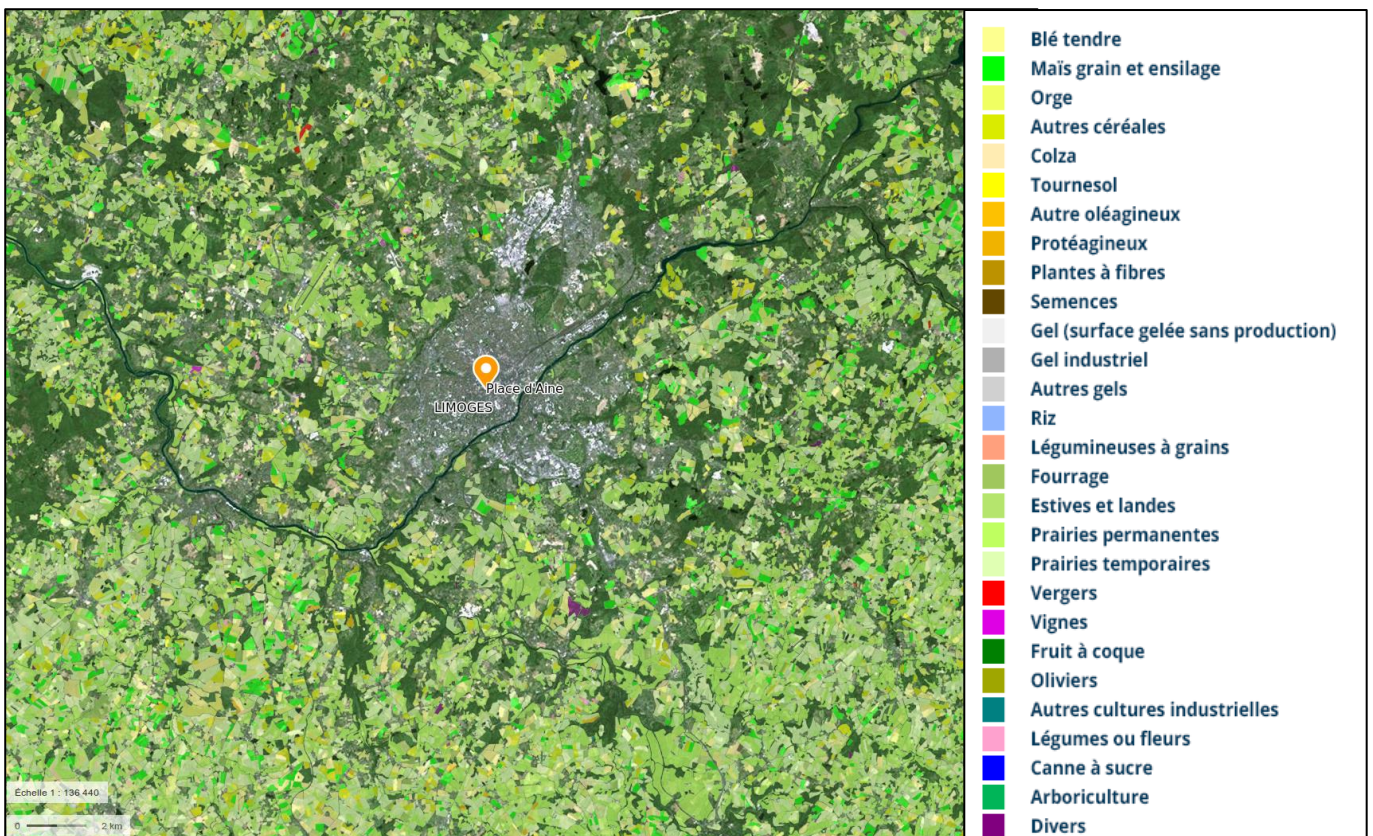 Place d'Aine
LIMOGES
Échelle 1 : 136 440
0 2 km
Blé tendre
Maïs grain et ensilage
Orge
Autres céréales
Colza
Tournesol
Autre oléagineux
Protéagineux
Plantes à fibres
Semences
Gel (surface gelée sans production)
Gel industriel
Autres gels
Riz
Légumineuses à grains
Fourrage
Estives et landes
Prairies permanentes
Prairies temporaires
Vergers
Vignes
Fruit à coque
Oliviers
Autres cultures industrielles
Légumes ou fleurs
Canne à sucre
Arboriculture
Divers